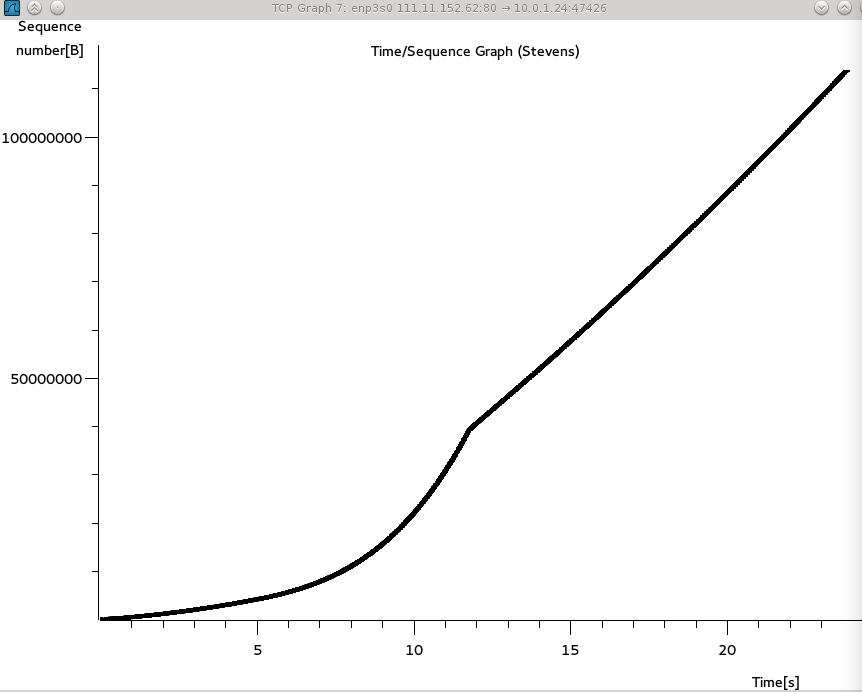 TCP Graph 7: enp3s0 111.11.152.62:80 → 10.0.1.24:47426
Sequence
number[B]
Time/Sequence Graph (Stevens)
100000000
50000000
5
10
15
20
Time[s]